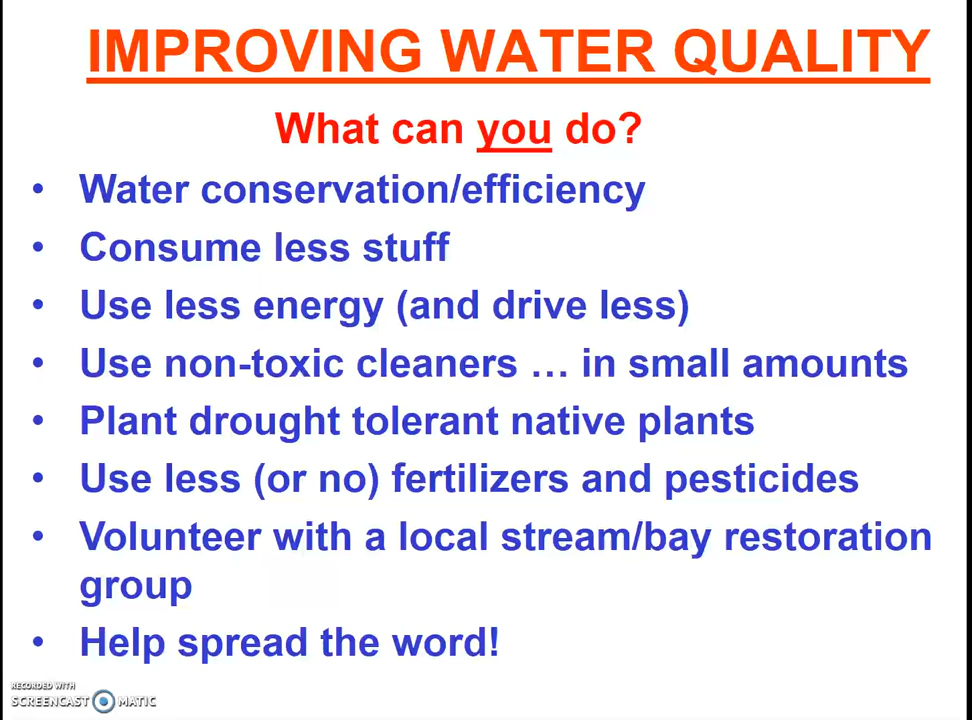 IMPROVING WATER QUALITY
What can you do?
• Water conservation/efficiency
• Consume less stuff
• Use less energy (and drive less)
• Use non-toxic cleaners … in small amounts
• Plant drought tolerant native plants
• Use less (or no) fertilizers and pesticides
• Volunteer with a local stream/bay restoration
group
• Help spread the word!
RECORDED WITH
SCREENCAST MATIC